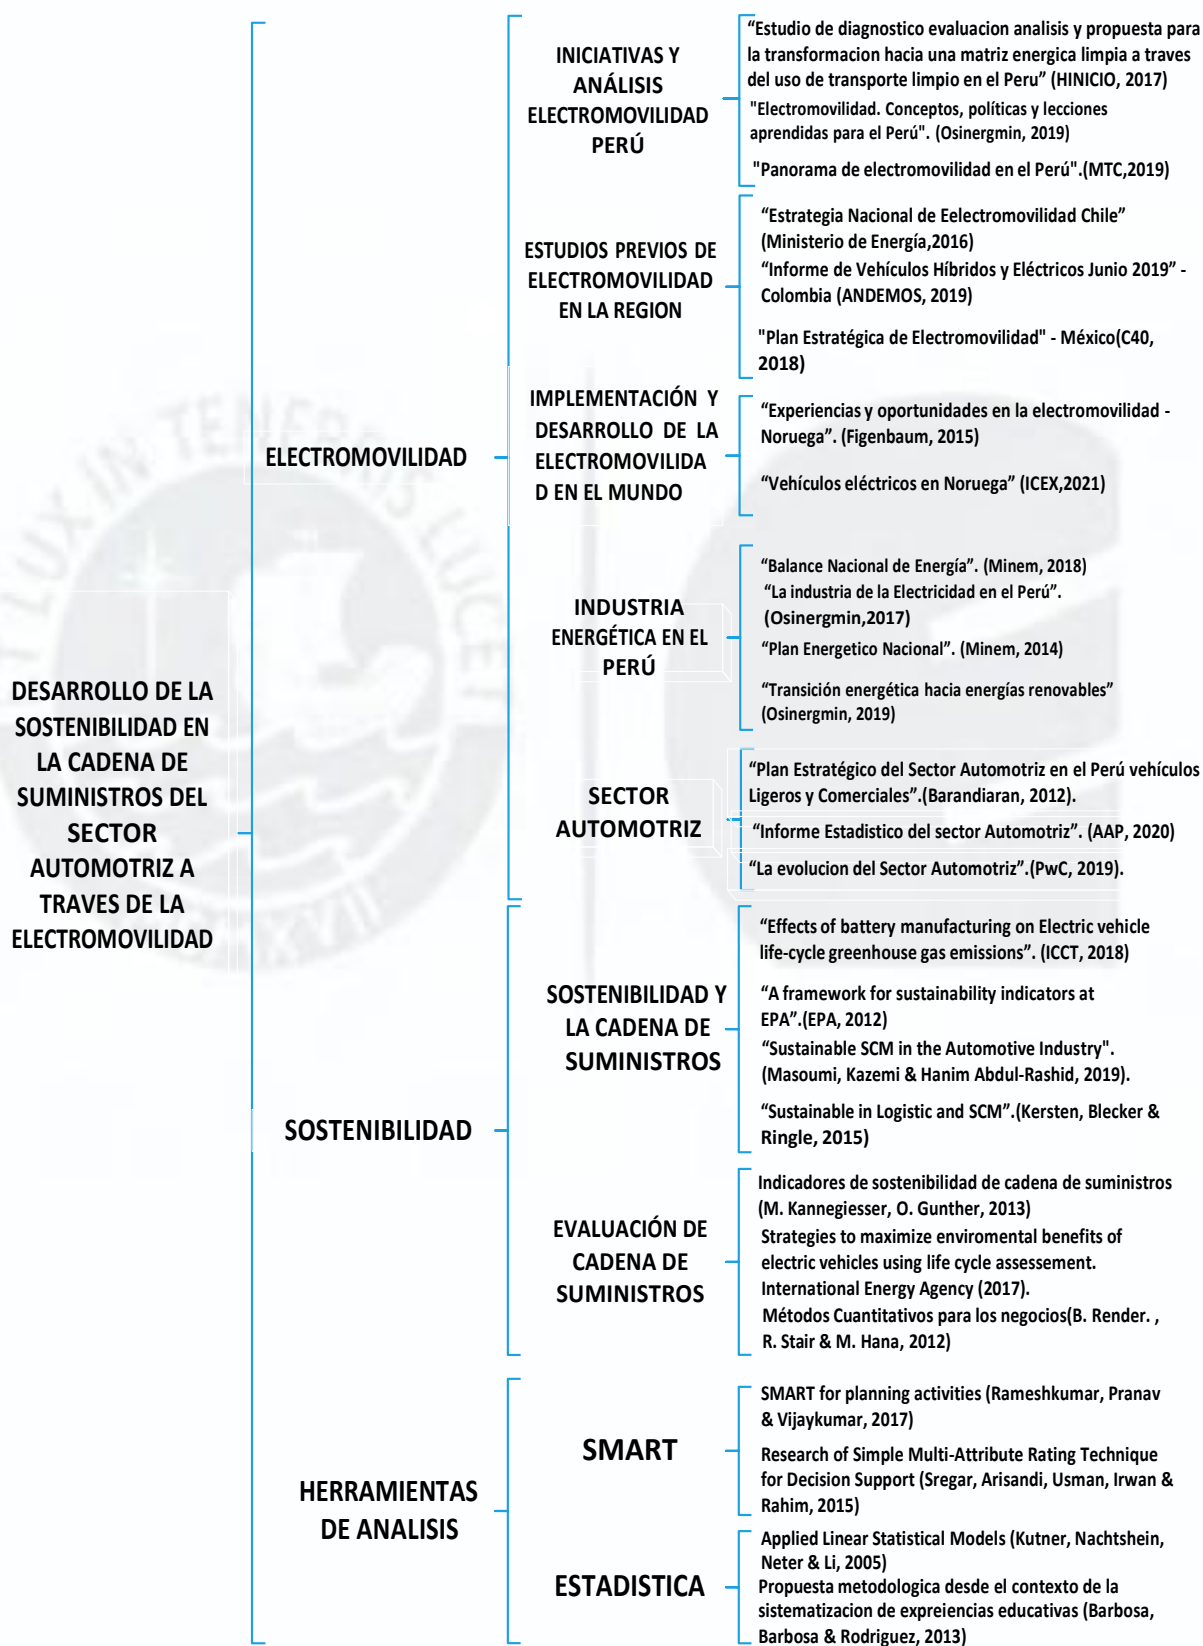 DESARROLLO DE LA
SOSTENIBILIDAD EN
LA CADENA DE
SUMINISTROS DEL
SECTOR
AUTOMOTRIZ A
TRAVES DE LA
ELECTROMOVILIDAD
ELECTROMOVILIDAD
INICIATIVAS Y
ANÁLISIS
ELECTROMOVILIDAD
PERÚ
“Estudio de diagnostico evaluacion analisis y propuesta para
la transformacion hacia una matriz energica limpia a traves
del uso de transporte limpio en el Peru” (HINICIO, 2017)
"Electromovilidad. Conceptos, políticas y lecciones
aprendidas para el Perú". (Osinergmin, 2019)
"Panorama de electromovilidad en el Perú".(MTC,2019)
ESTUDIOS PREVIOS DE
ELECTROMOVILIDAD
EN LA REGION
“Estrategia Nacional de Eelectromovilidad Chile”
(Ministerio de Energía,2016)
“Informe de Vehículos Híbridos y Eléctricos Junio 2019” -
Colombia (ANDEMOS, 2019)
"Plan Estratégica de Electromovilidad" - México(C40,
2018)
IMPLEMENTACIÓN Y
DESARROLLO DE LA
ELECTROMOVILIDA
D EN EL MUNDO
“Experiencias y oportunidades en la electromovilidad -
Noruega”. (Figenbaum, 2015)
“Vehículos eléctricos en Noruega” (ICEX,2021)
INDUSTRIA
ENERGÉTICA EN EL
PERÚ
“Balance Nacional de Energía”. (Minem, 2018)
“La industria de la Electricidad en el Perú”.
(Osinergmin,2017)
“Plan Energetico Nacional”. (Minem, 2014)
“Transición energética hacia energías renovables”
(Osinergmin, 2019)
SECTOR
AUTOMOTRIZ
“Plan Estratégico del Sector Automotriz en el Perú vehículos
Ligeros y Comerciales”.(Barandiaran, 2012).
“Informe Estadistico del sector Automotriz”. (AAP, 2020)
“La evolucion del Sector Automotriz”.(PwC, 2019).
SOSTENIBILIDAD
SOSTENIBILIDAD Y
LA CADENA DE
SUMINISTROS
“Effects of battery manufacturing on Electric vehicle
life-cycle greenhouse gas emissions”. (ICCT, 2018)
“A framework for sustainability indicators at
EPA”.(EPA, 2012)
“Sustainable SCM in the Automotive Industry".
(Masoumi, Kazemi & Hanim Abdul-Rashid, 2019).
“Sustainable in Logistic and SCM”.(Kersten, Blecker &
Ringle, 2015)
EVALUACIÓN DE
CADENA DE
SUMINISTROS
Indicadores de sostenibilidad de cadena de suministros
(M. Kannegiesser, O. Gunther, 2013)
Strategies to maximize enviromental benefits of
electric vehicles using life cycle assessement.
International Energy Agency (2017).
Métodos Cuantitativos para los negocios(B. Render. ,
R. Stair & M. Hana, 2012)
HERRAMIENTAS
DE ANALISIS
SMART
SMART for planning activities (Rameshkumar, Pranav
& Vijaykumar, 2017)
Research of Simple Multi-Attribute Rating Technique
for Decision Support (Sregar, Arisandi, Usman, Irwan &
Rahim, 2015)
ESTADISTICA
Applied Linear Statistical Models (Kutner, Nachtshein,
Neter & Li, 2005)
Propuesta metodologica desde el contexto de la
sistematizacion de expreiencias educativas (Barbosa,
Barbosa & Rodriguez, 2013)
ET LUX IN TENEBRIS LUCET